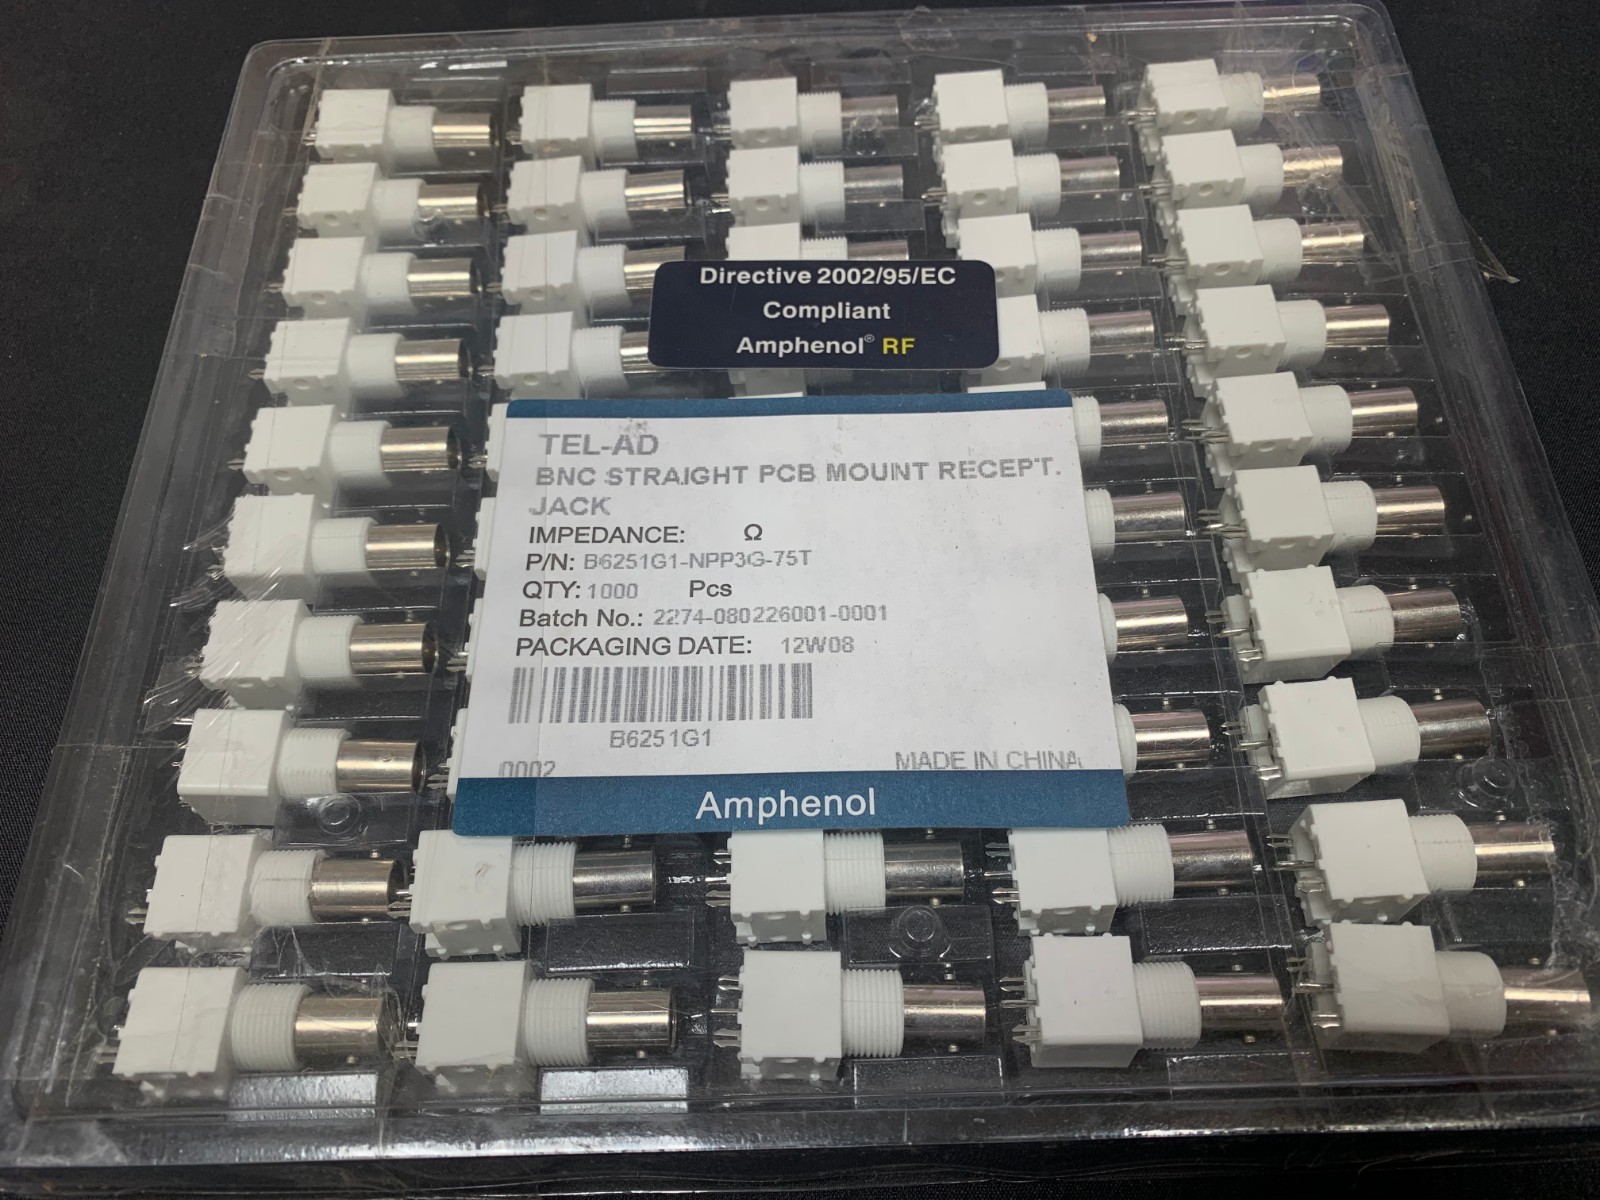 Directive 2002/95/EC
Compliant
Amphenol® RF
TEL-AD
BNC STRAIGHT PCB MOUNT RECEPT.
JACK
IMPEDANCE: Ω
P/N: B6251G1-NPP3G-75T
QTY: 1000 Pcs
Batch No.: 2274-080226001-0001
PACKAGING DATE: 12W08
B6251G1
0002 MADE IN CHINA
Amphenol